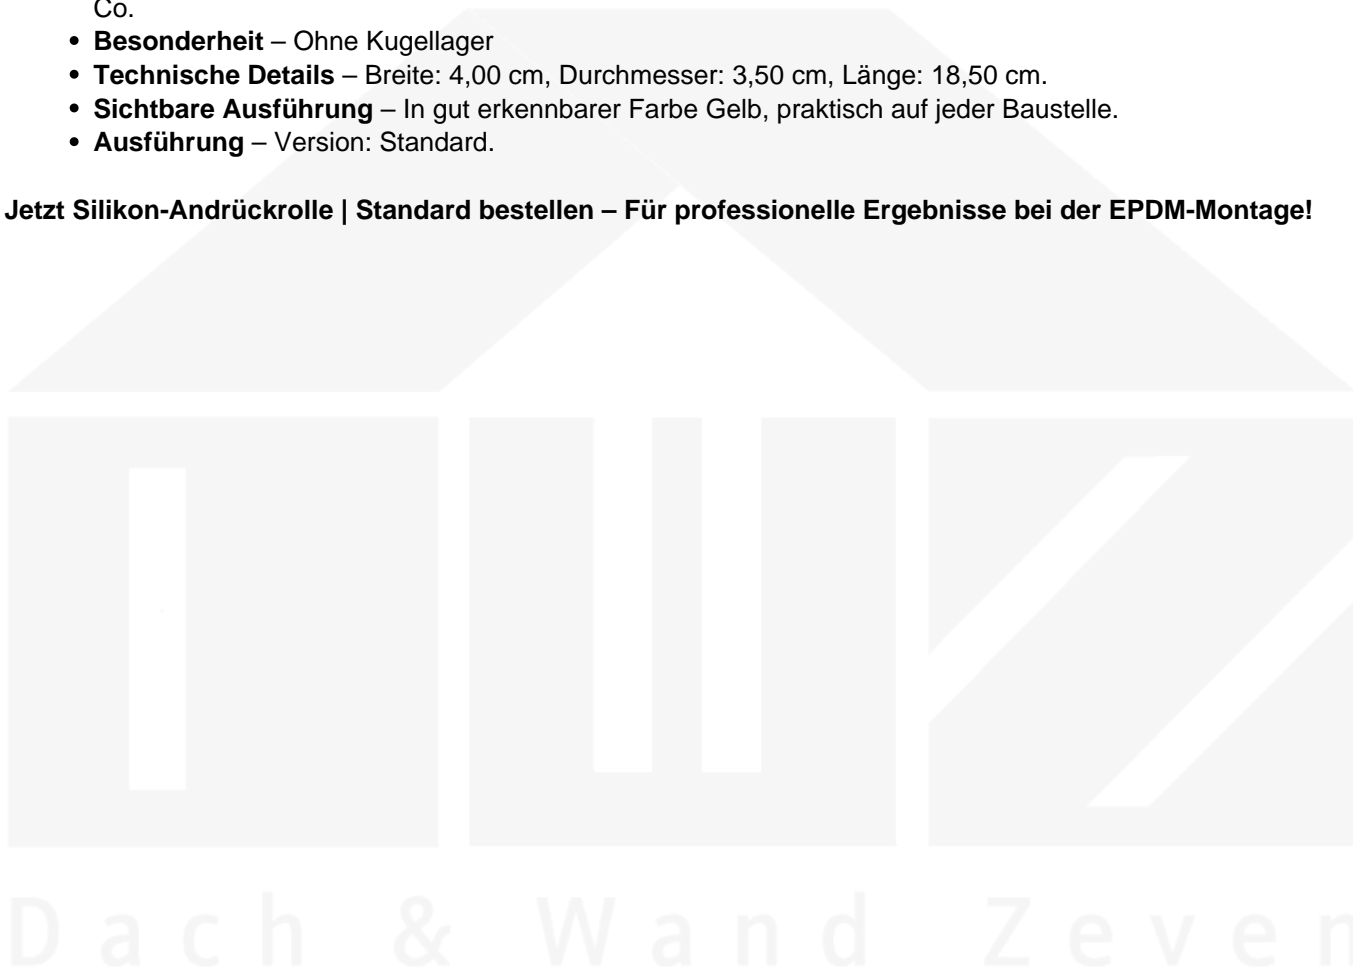 Co.
• Besonderheit – Ohne Kugellager
• Technische Details – Breite: 4,00 cm, Durchmesser: 3,50 cm, Länge: 18,50 cm.
• Sichtbare Ausführung – In gut erkennbarer Farbe Gelb, praktisch auf jeder Baustelle.
• Ausführung – Version: Standard.
Jetzt Silikon-Andrückrolle | Standard bestellen – Für professionelle Ergebnisse bei der EPDM-Montage!
Dach & Wand Zeven